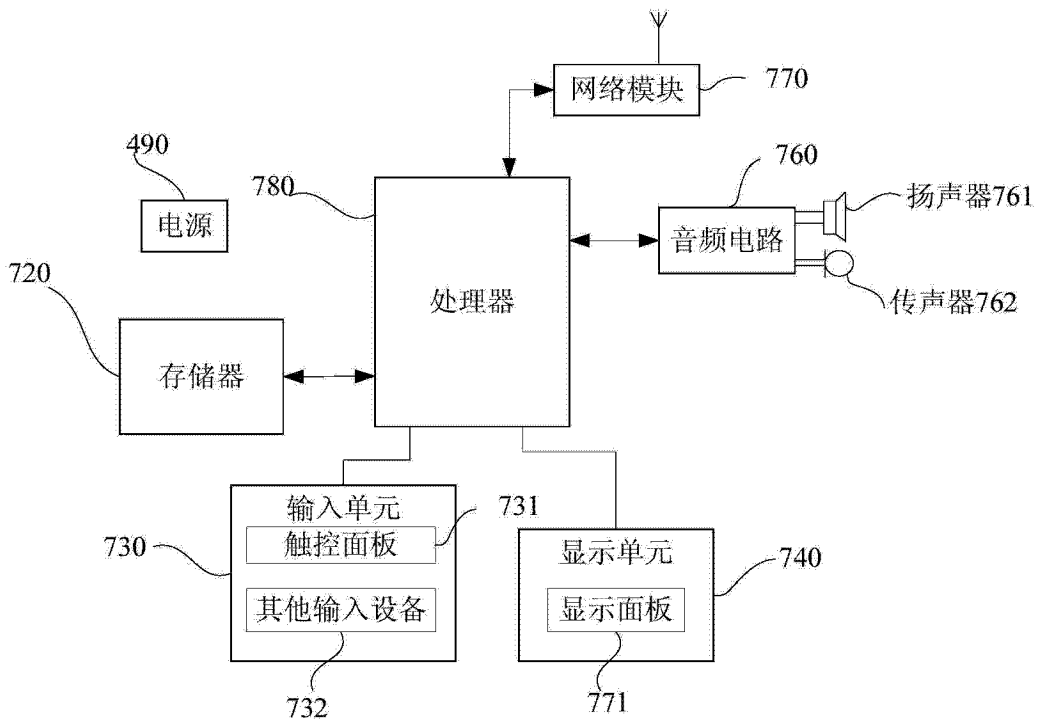 网络模块
770
490
780
760
扬声器761
电源
音频电路
720
处理器
传声器762
存储器
输入单元
731
730
触控面板
显示单元
740
其他输入设备
显示面板
732
771